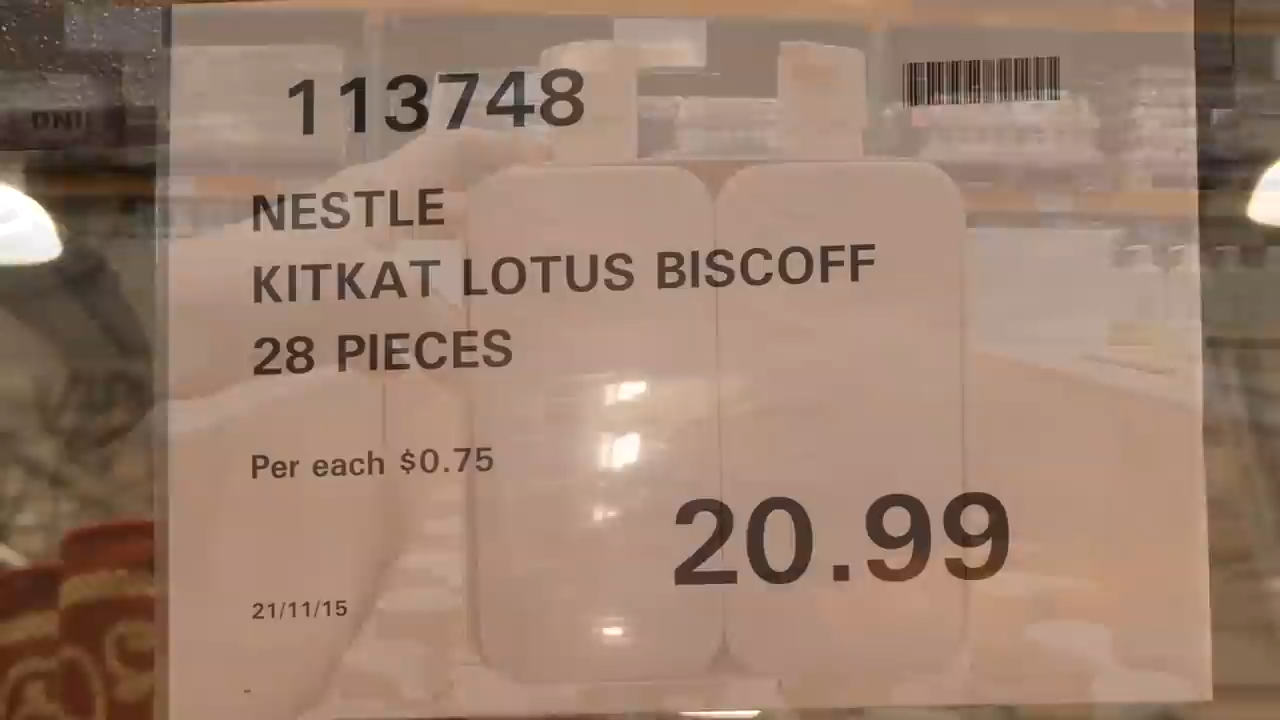 113748
NESTLE
KITKAT LOTUS BISCOFF
28 PIECES
Per each $0.75
20.99
21/11/15